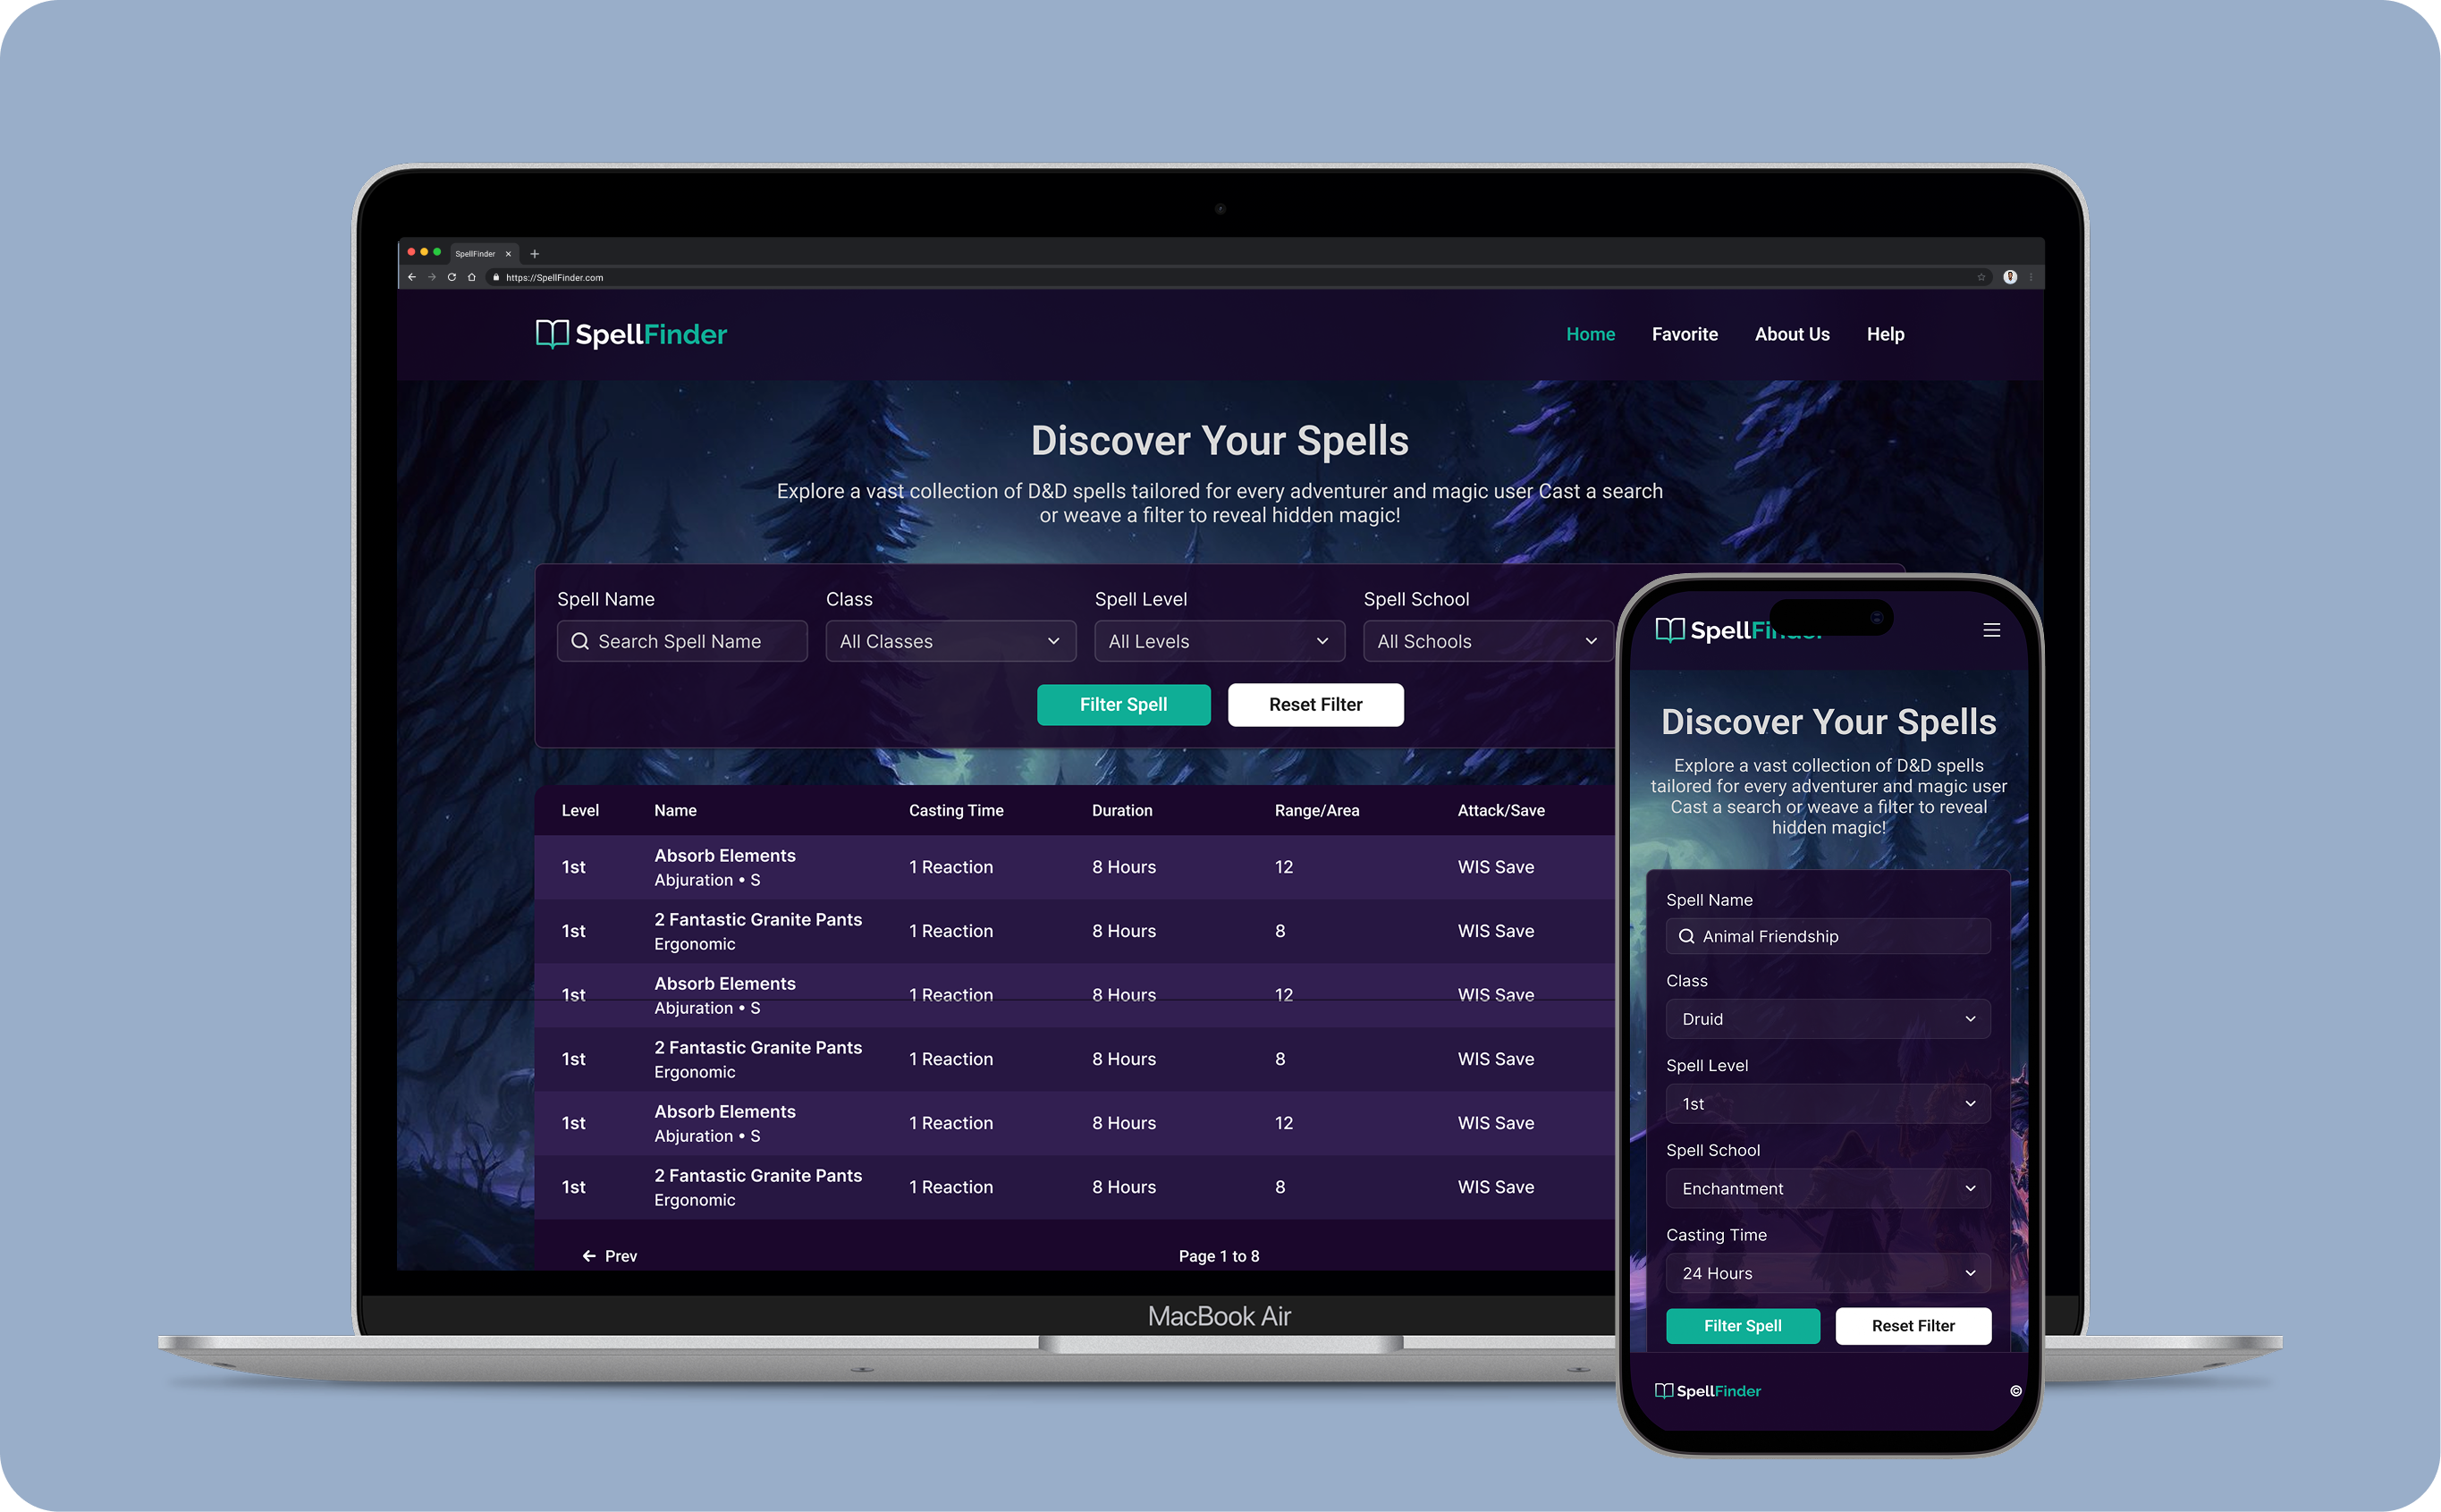 SpellFinder
https://SpellFinder.com
SpellFinder
Home Favorite About Us Help
Discover Your Spells
Explore a vast collection of D&D spells tailored for every adventurer and magic user Cast a search
or weave a filter to reveal hidden magic!
Spell Name Class Spell Level Spell School
Search Spell Name All Classes All Levels All Schools
Filter Spell Reset Filter
Level Name Casting Time Duration Range/Area Attack/Save
Absorb Elements
1st 1 Reaction 8 Hours 12 WIS Save
Abjuration • S
2 Fantastic Granite Pants
1st 1 Reaction 8 Hours 8 WIS Save
Ergonomic
Absorb Elements
1st 1 Reaction 8 Hours 12 WIS Save
Abjuration • S
2 Fantastic Granite Pants
1st 1 Reaction 8 Hours 8 WIS Save
Ergonomic
Absorb Elements
1st 1 Reaction 8 Hours 12 WIS Save
Abjuration • S
2 Fantastic Granite Pants
1st 1 Reaction 8 Hours 8 WIS Save
Ergonomic
Prev Page 1 to 8
MacBook Air
SpellFinder
Discover Your Spells
Explore a vast collection of D&D spells
tailored for every adventurer and magic user
Cast a search or weave a filter to reveal
hidden magic!
Spell Name
Animal Friendship
Class
Druid
Spell Level
1st
Spell School
Enchantment
Casting Time
24 Hours
Filter Spell Reset Filter
SpellFinder ©